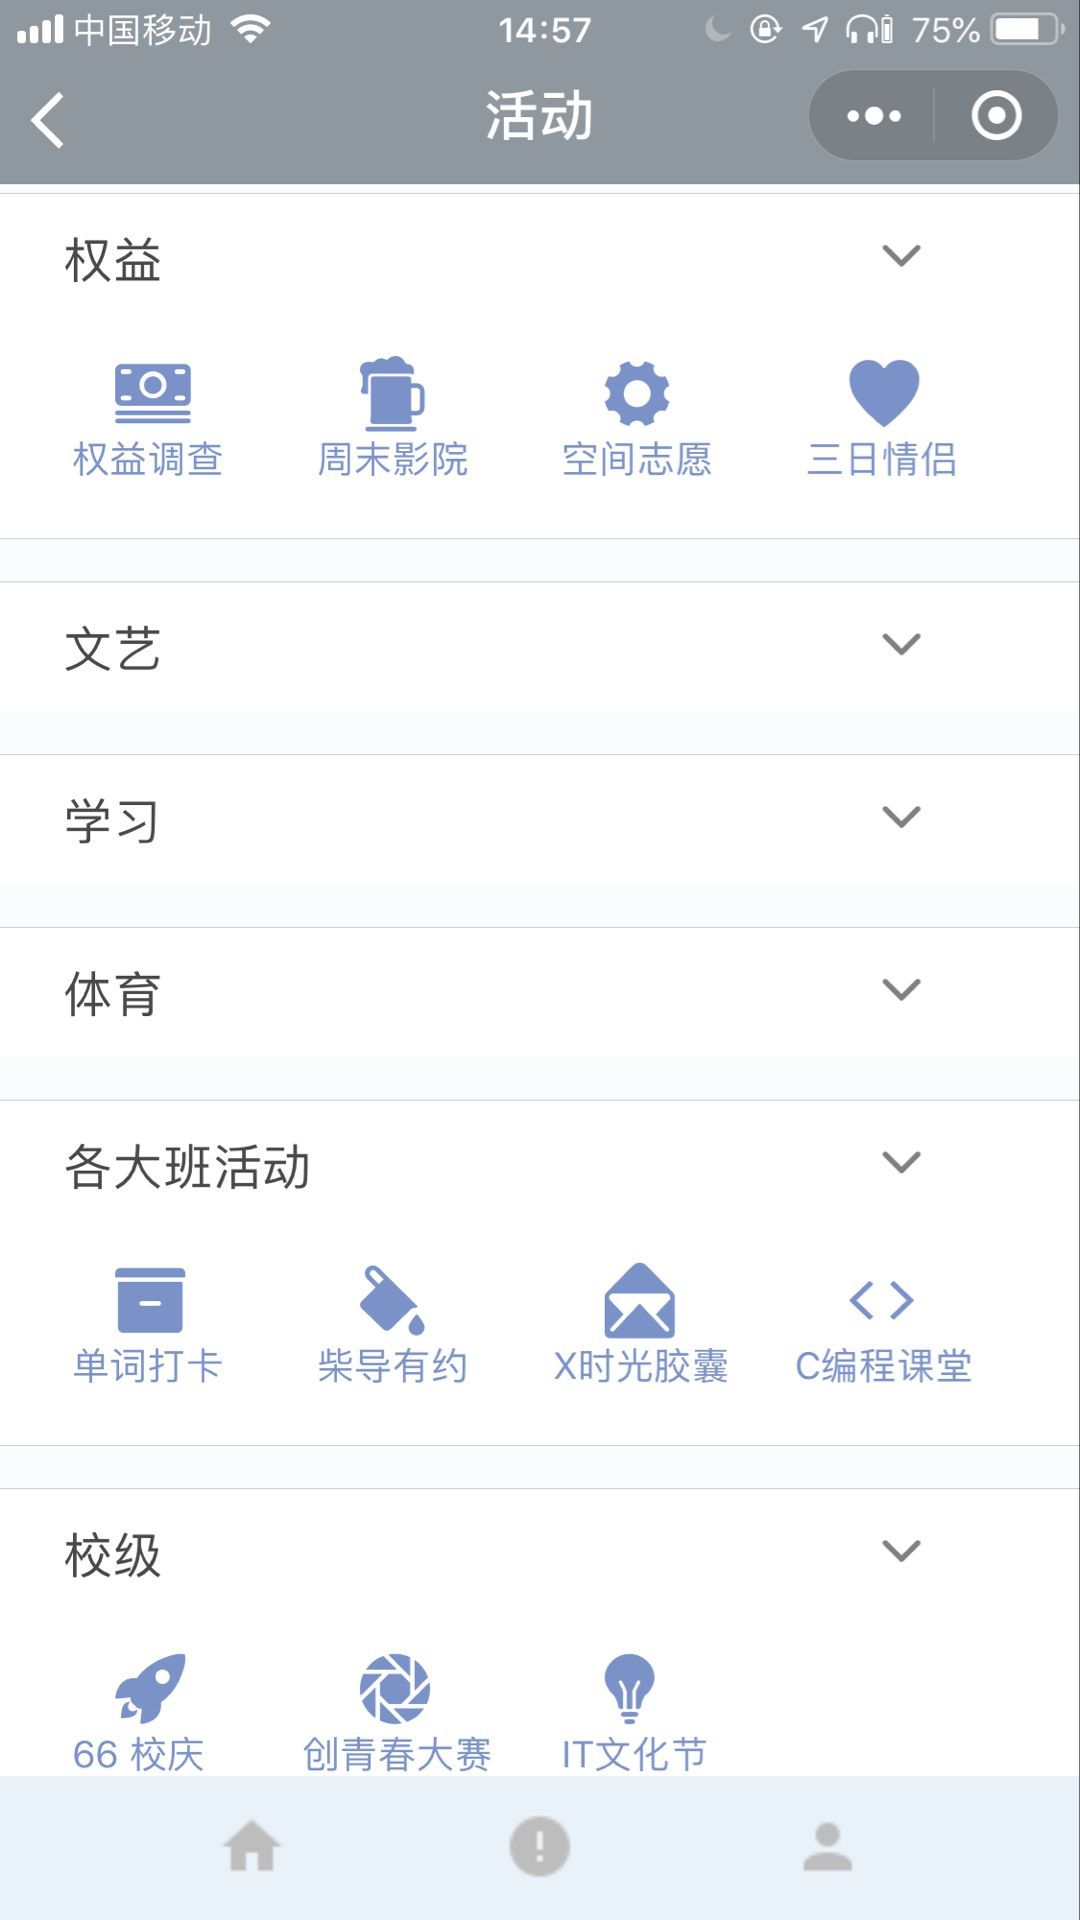 中国移动 14:57 75%
活动
权益
权益调查 周末影院 空间志愿 三日情侣
文艺
学习
体育
各大班活动
单词打卡 柴导有约 X时光胶囊 C编程课堂
校级
66 校庆 创青春大赛 IT文化节